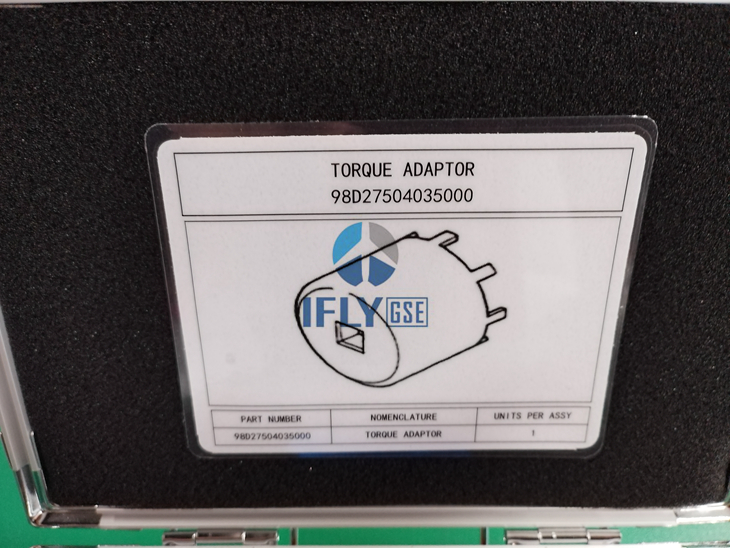 TORQUE ADAPTOR
98D27504035000
IFLY GSE
PART NUMBER NOMENCLATURE UNITS PER ASSY
98D27504035000 TORQUE ADAPTOR 1